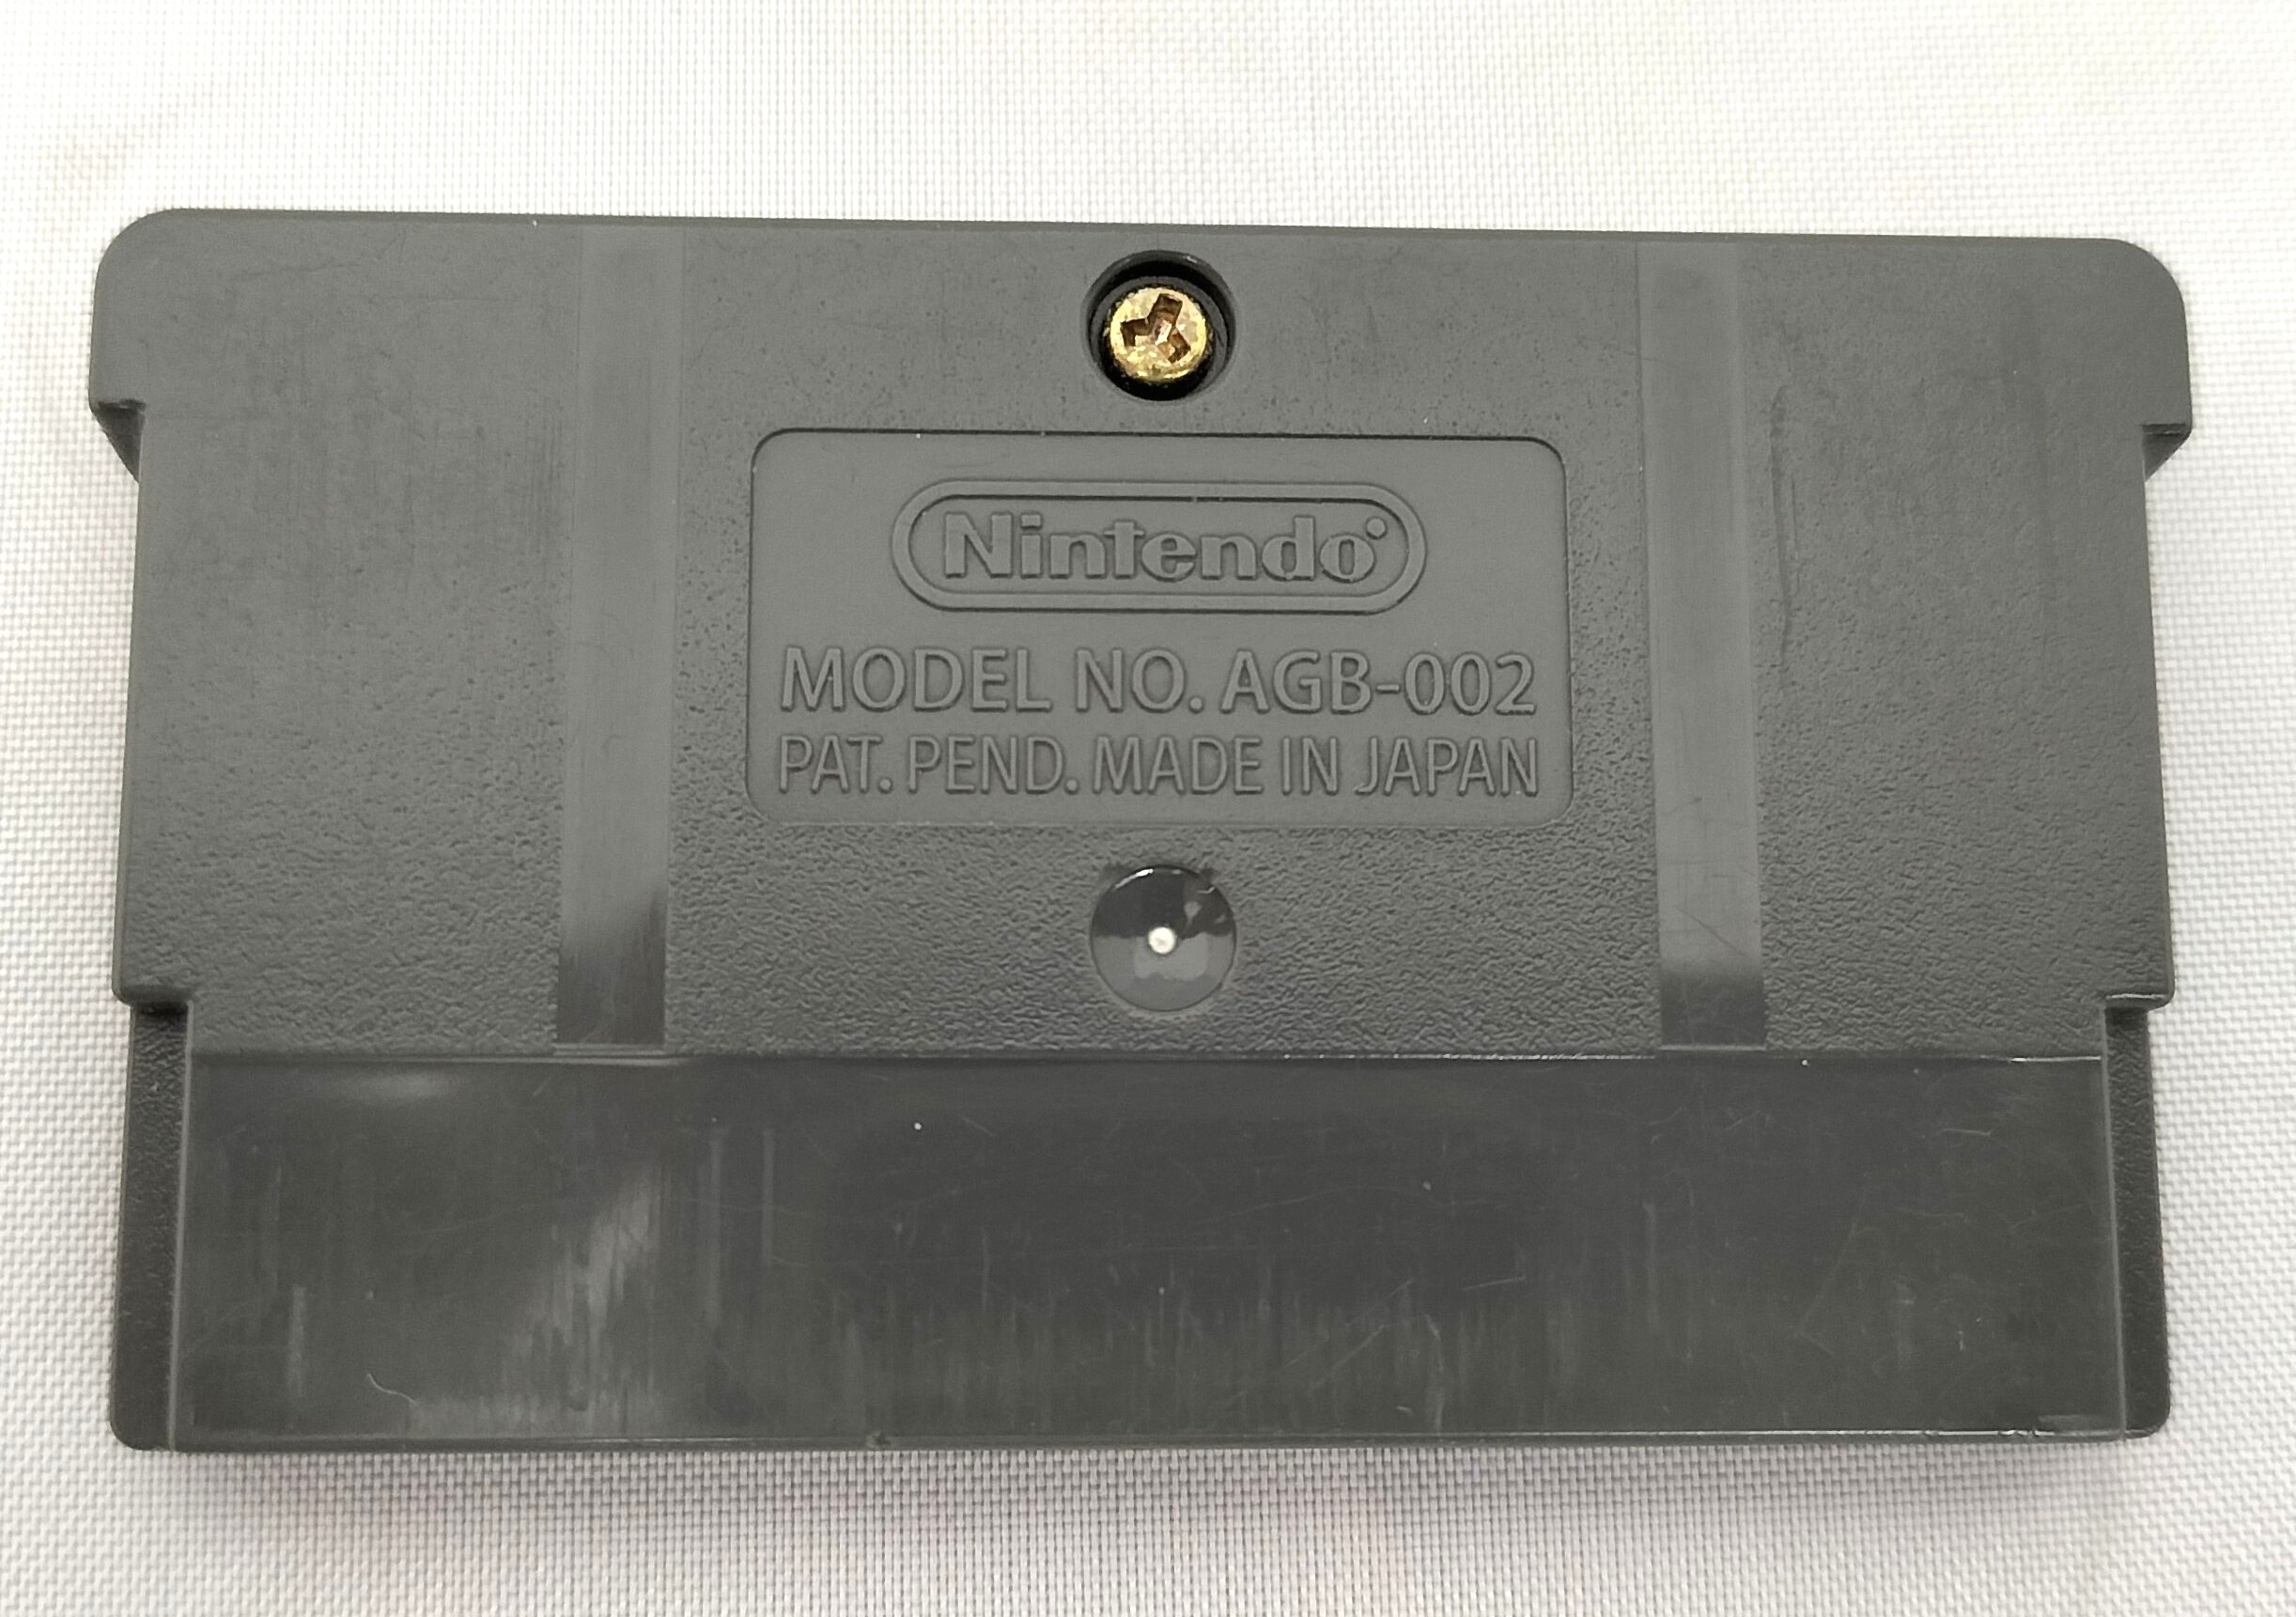 Nintendo
MODEL NO. AGB-002
PAT. PEND. MADE IN JAPAN